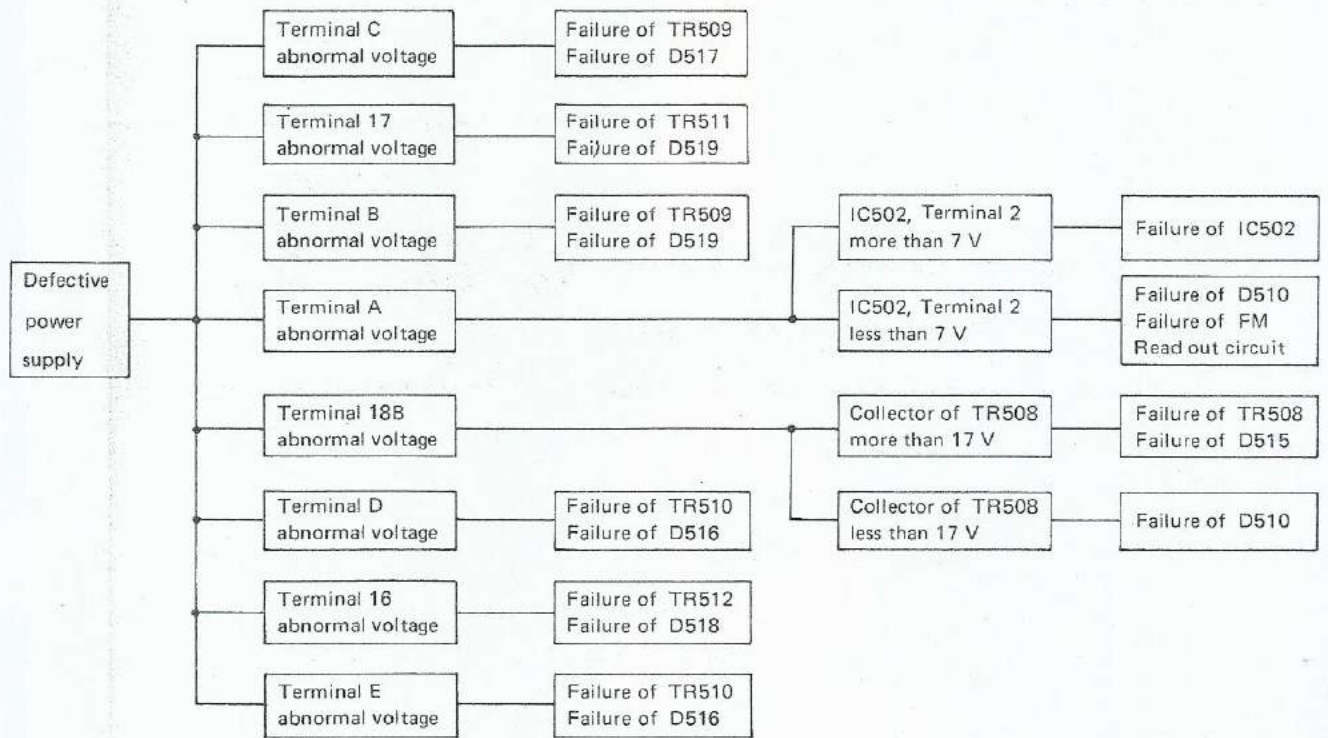 Defective
power
supply
Terminal C
abnormal voltage
Failure of TR509
Failure of D517
Terminal 17
abnormal voltage
Failure of TR511
Failure of D519
Terminal B
abnormal voltage
Failure of TR509
Failure of D519
Terminal A
abnormal voltage
IC502, Terminal 2
more than 7 V
Failure of IC502
IC502, Terminal 2
less than 7 V
Failure of D510
Failure of FM
Read out circuit
Terminal 18B
abnormal voltage
Collector of TR508
more than 17 V
Failure of TR508
Failure of D515
Collector of TR508
less than 17 V
Failure of D510
Terminal D
abnormal voltage
Failure of TR510
Failure of D516
Terminal 16
abnormal voltage
Failure of TR512
Failure of D518
Terminal E
abnormal voltage
Failure of TR510
Failure of D516